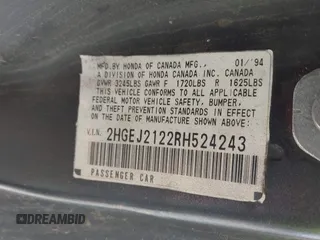 MFD. BY HONDA OF CANADA MFG., 01/'94
A DIVISION OF HONDA CANADA INC. CANADA
GVWR 3245LBS GAWR F 1720LBS R 1625LBS
THIS VEHICLE CONFORMS TO ALL APPLICABLE
FEDERAL MOTOR VEHICLE SAFETY, BUMPER,
AND THEFT PREVENTION STANDARDS IN EFFECT
ON THE DATE OF MANUFACTURE SHOWN ABOVE.
V.I.N. 2HGEJ2122RH524243
PASSENGER CAR
DREAMBID